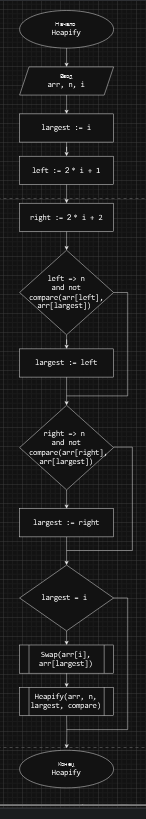 Начало
Heapify
Ввод
arr, n, i
largest := i
left := 2 * i + 1
right := 2 * i + 2
left => n
and not
compare(arr[left],
arr[largest])
largest := left
right => n
and not
compare(arr[right],
arr[largest])
largest := right
largest = i
Swap(arr[i],
arr[largest])
Heapify(arr, n,
largest, compare)
Конец
Heapify